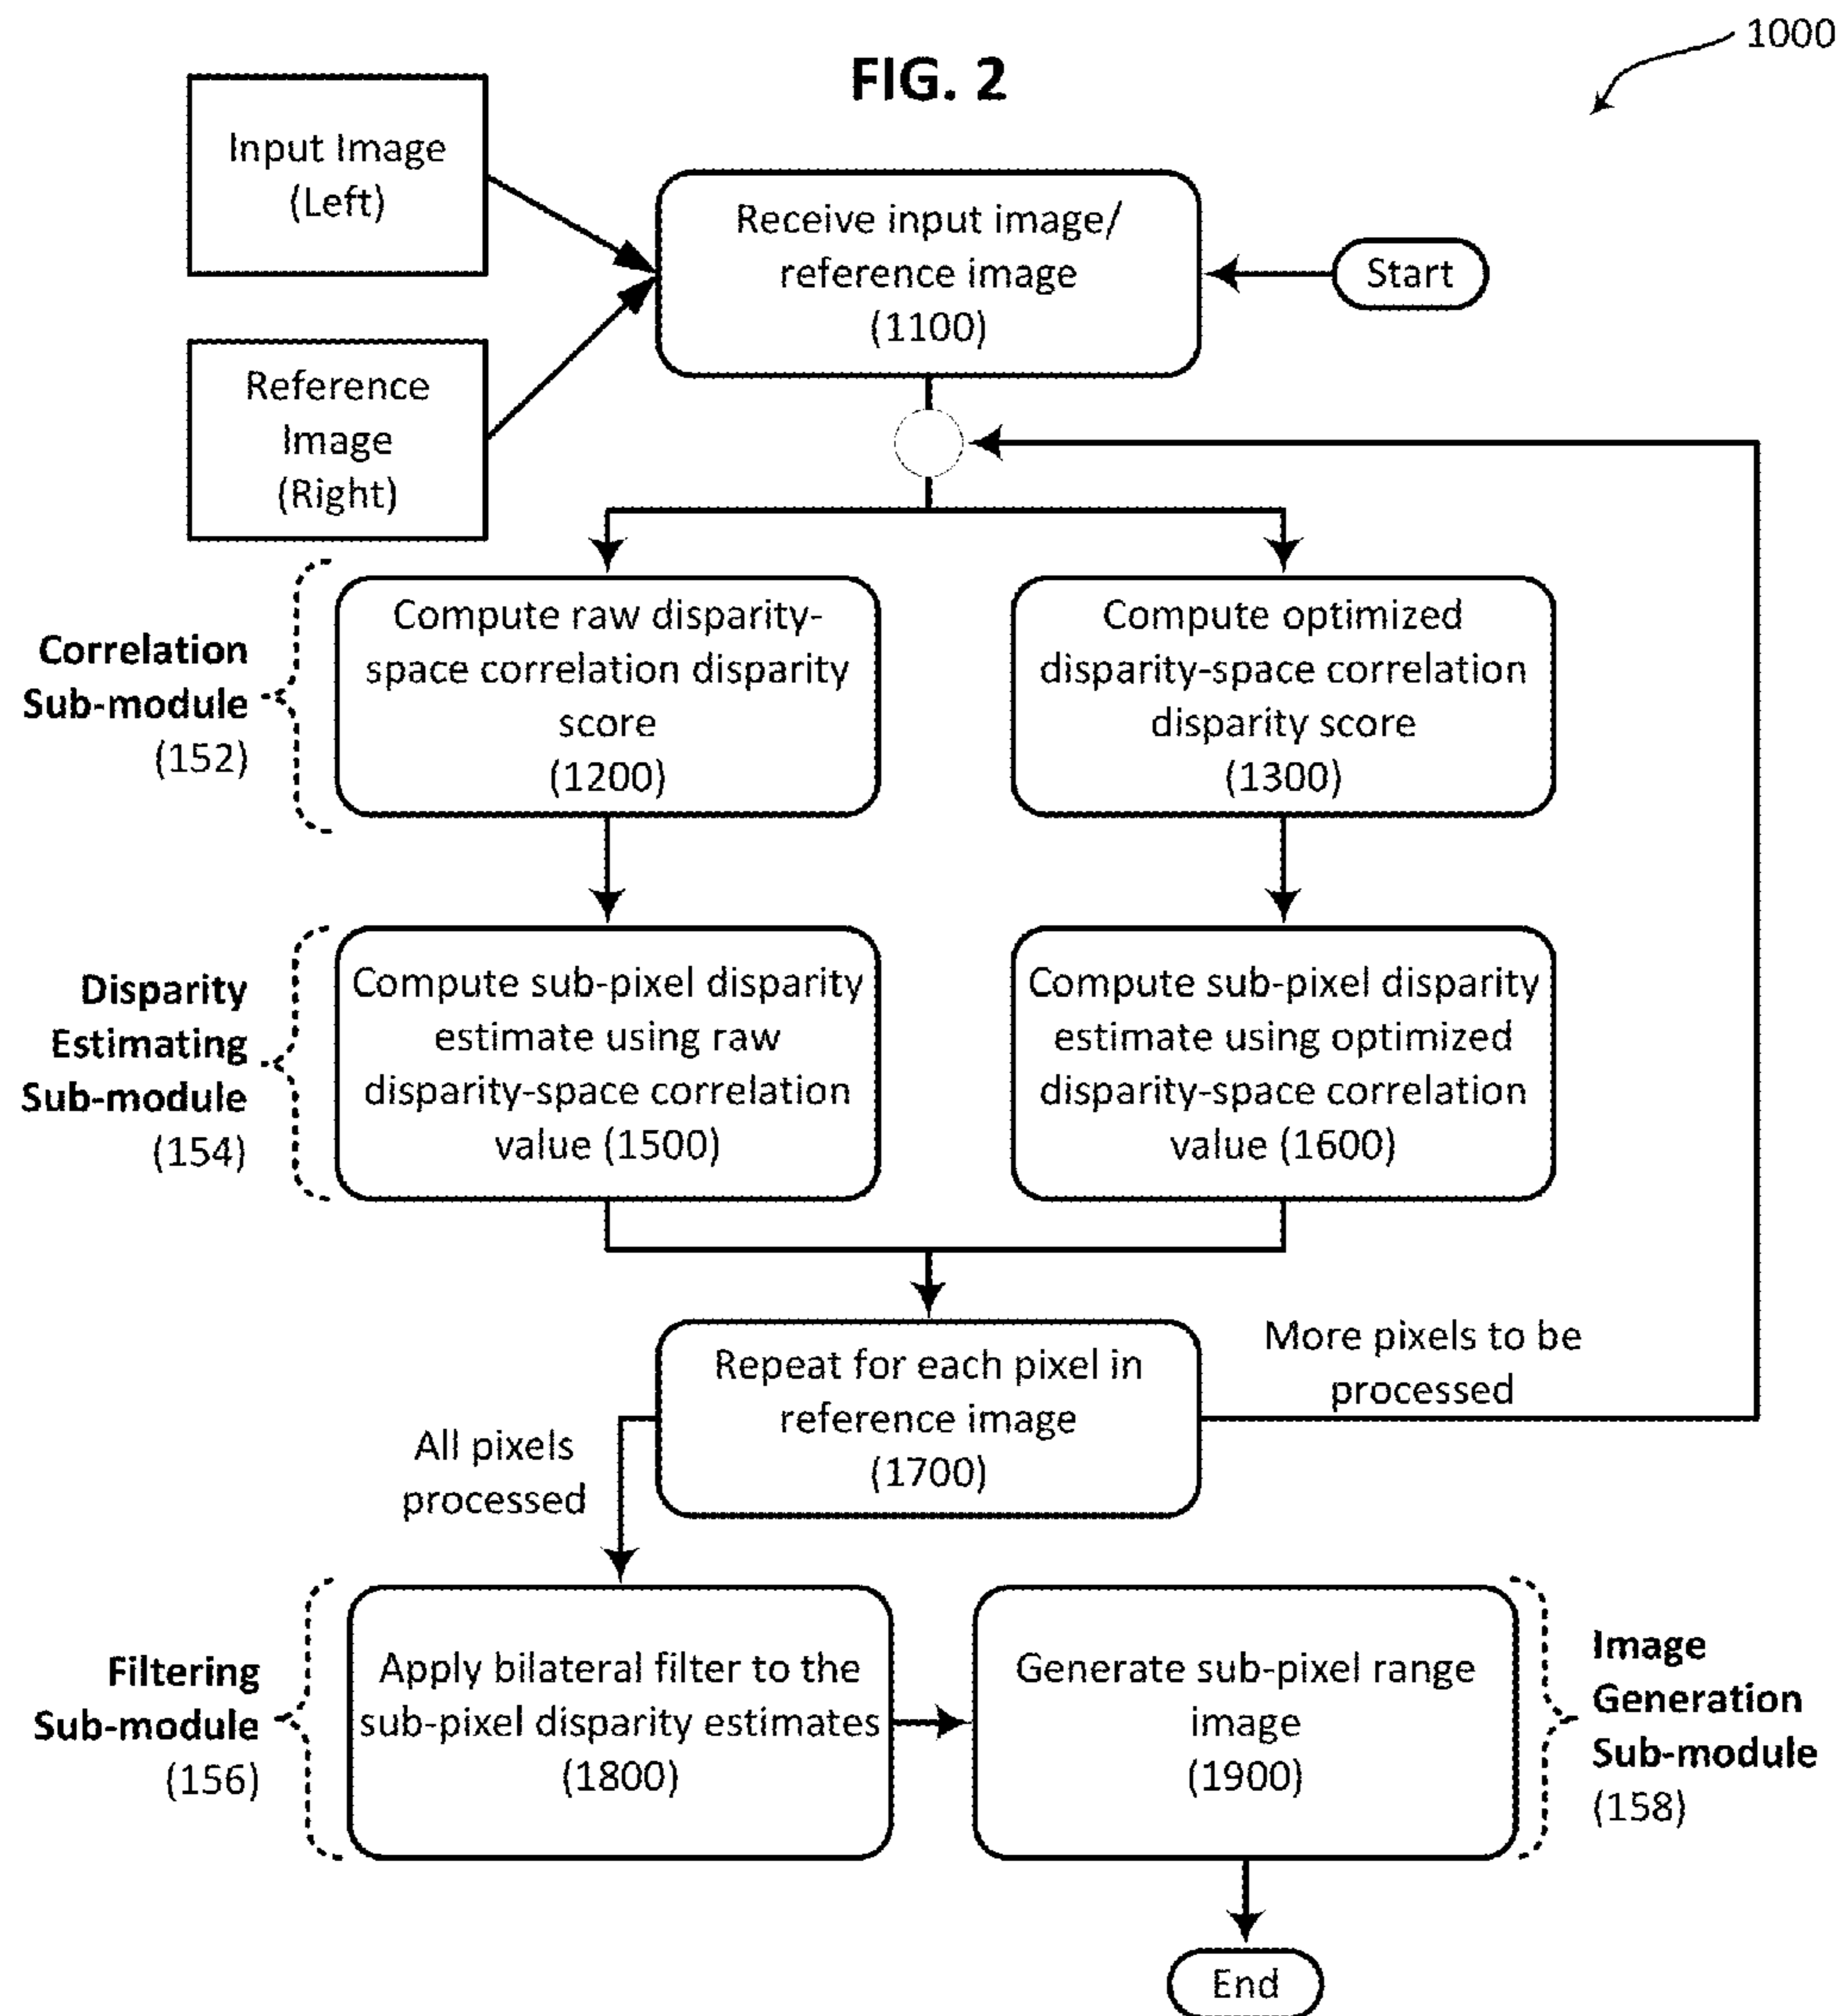 1000
FIG. 2
Input Image
(Left)
Receive input image/
reference image
(1100)
Start
Reference
Image
(Right)
Correlation
Sub-module
(152)
Compute raw disparity-
space correlation disparity
score
(1200)
Compute optimized
disparity-space correlation
disparity score
(1300)
Disparity
Estimating
Sub-module
(154)
Compute sub-pixel disparity
estimate using raw
disparity-space correlation
value (1500)
Compute sub-pixel disparity
estimate using optimized
disparity-space correlation
value (1600)
Repeat for each pixel in
reference image
(1700)
More pixels to be
processed
All pixels
processed
Filtering
Sub-module
(156)
Apply bilateral filter to the
sub-pixel disparity estimates
(1800)
Generate sub-pixel range
image
(1900)
Image
Generation
Sub-module
(158)
End